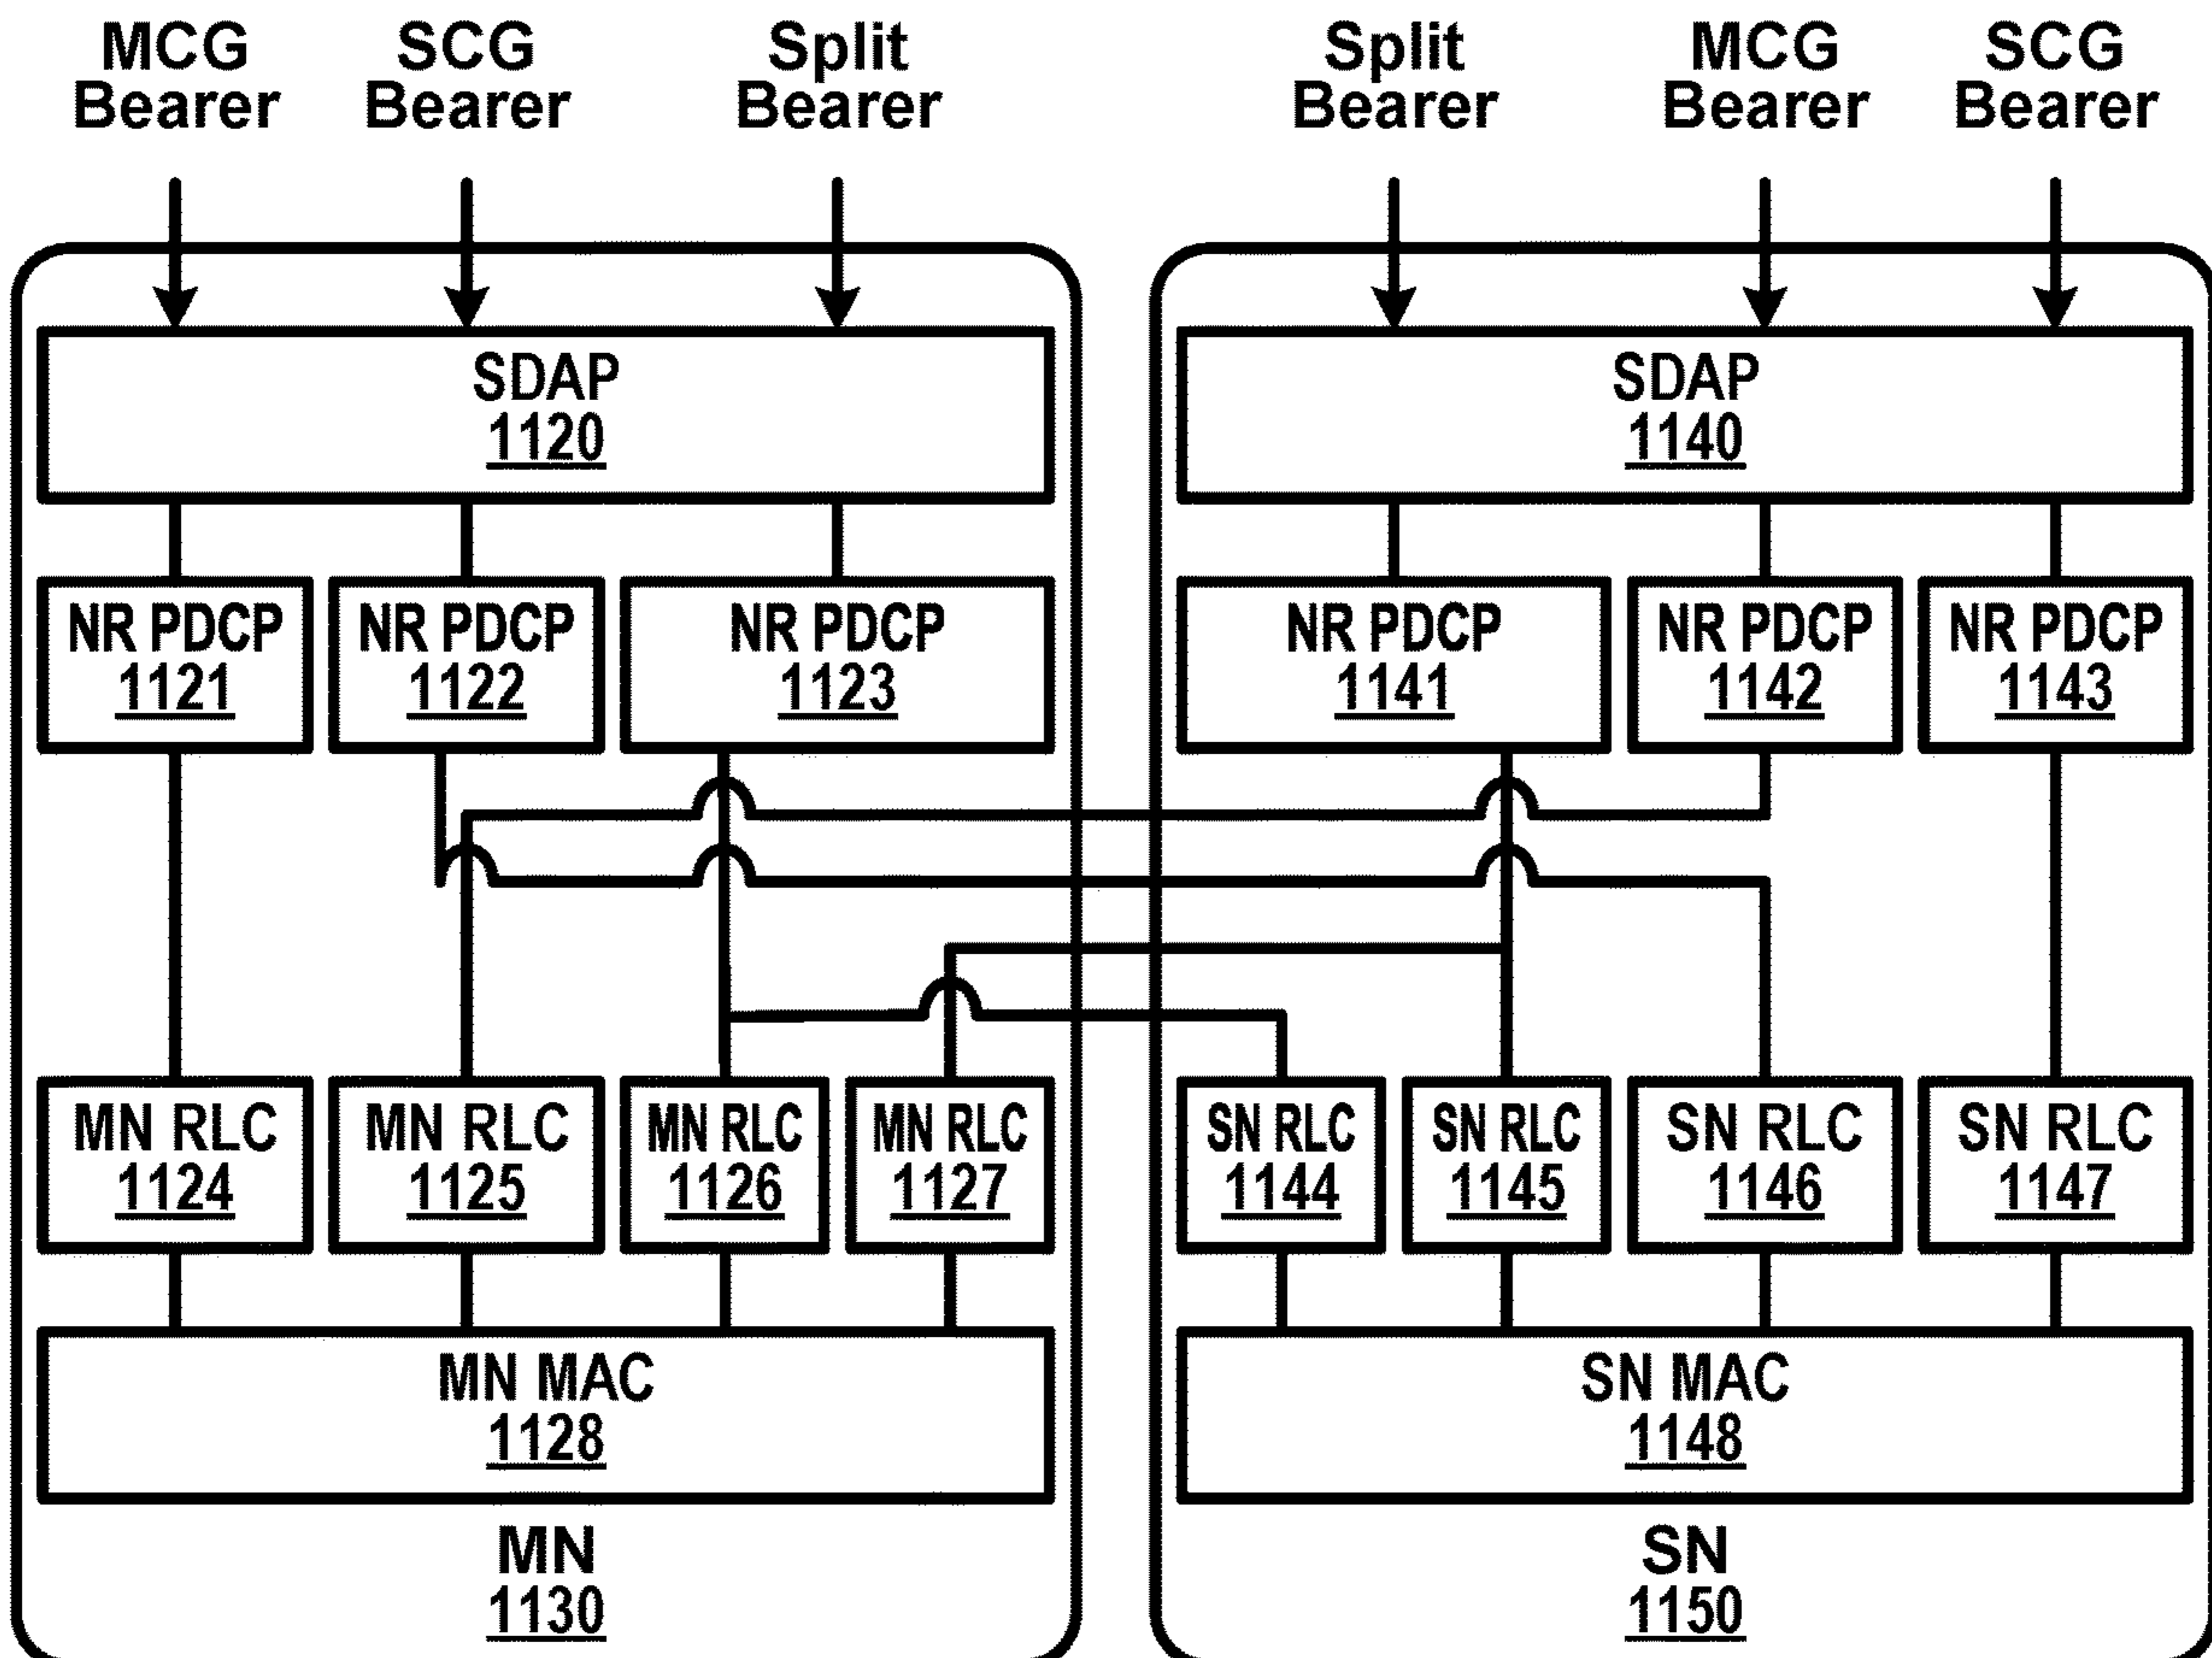 MCG
Bearer
SCG
Bearer
Split
Bearer
Split
Bearer
MCG
Bearer
SCG
Bearer
SDAP
1120
SDAP
1140
NR PDCP
1121
NR PDCP
1122
NR PDCP
1123
NR PDCP
1141
NR PDCP
1142
NR PDCP
1143
MN RLC
1124
MN RLC
1125
MN RLC
1126
MN RLC
1127
SN RLC
1144
SN RLC
1145
SN RLC
1146
SN RLC
1147
MN MAC
1128
SN MAC
1148
MN
1130
SN
1150